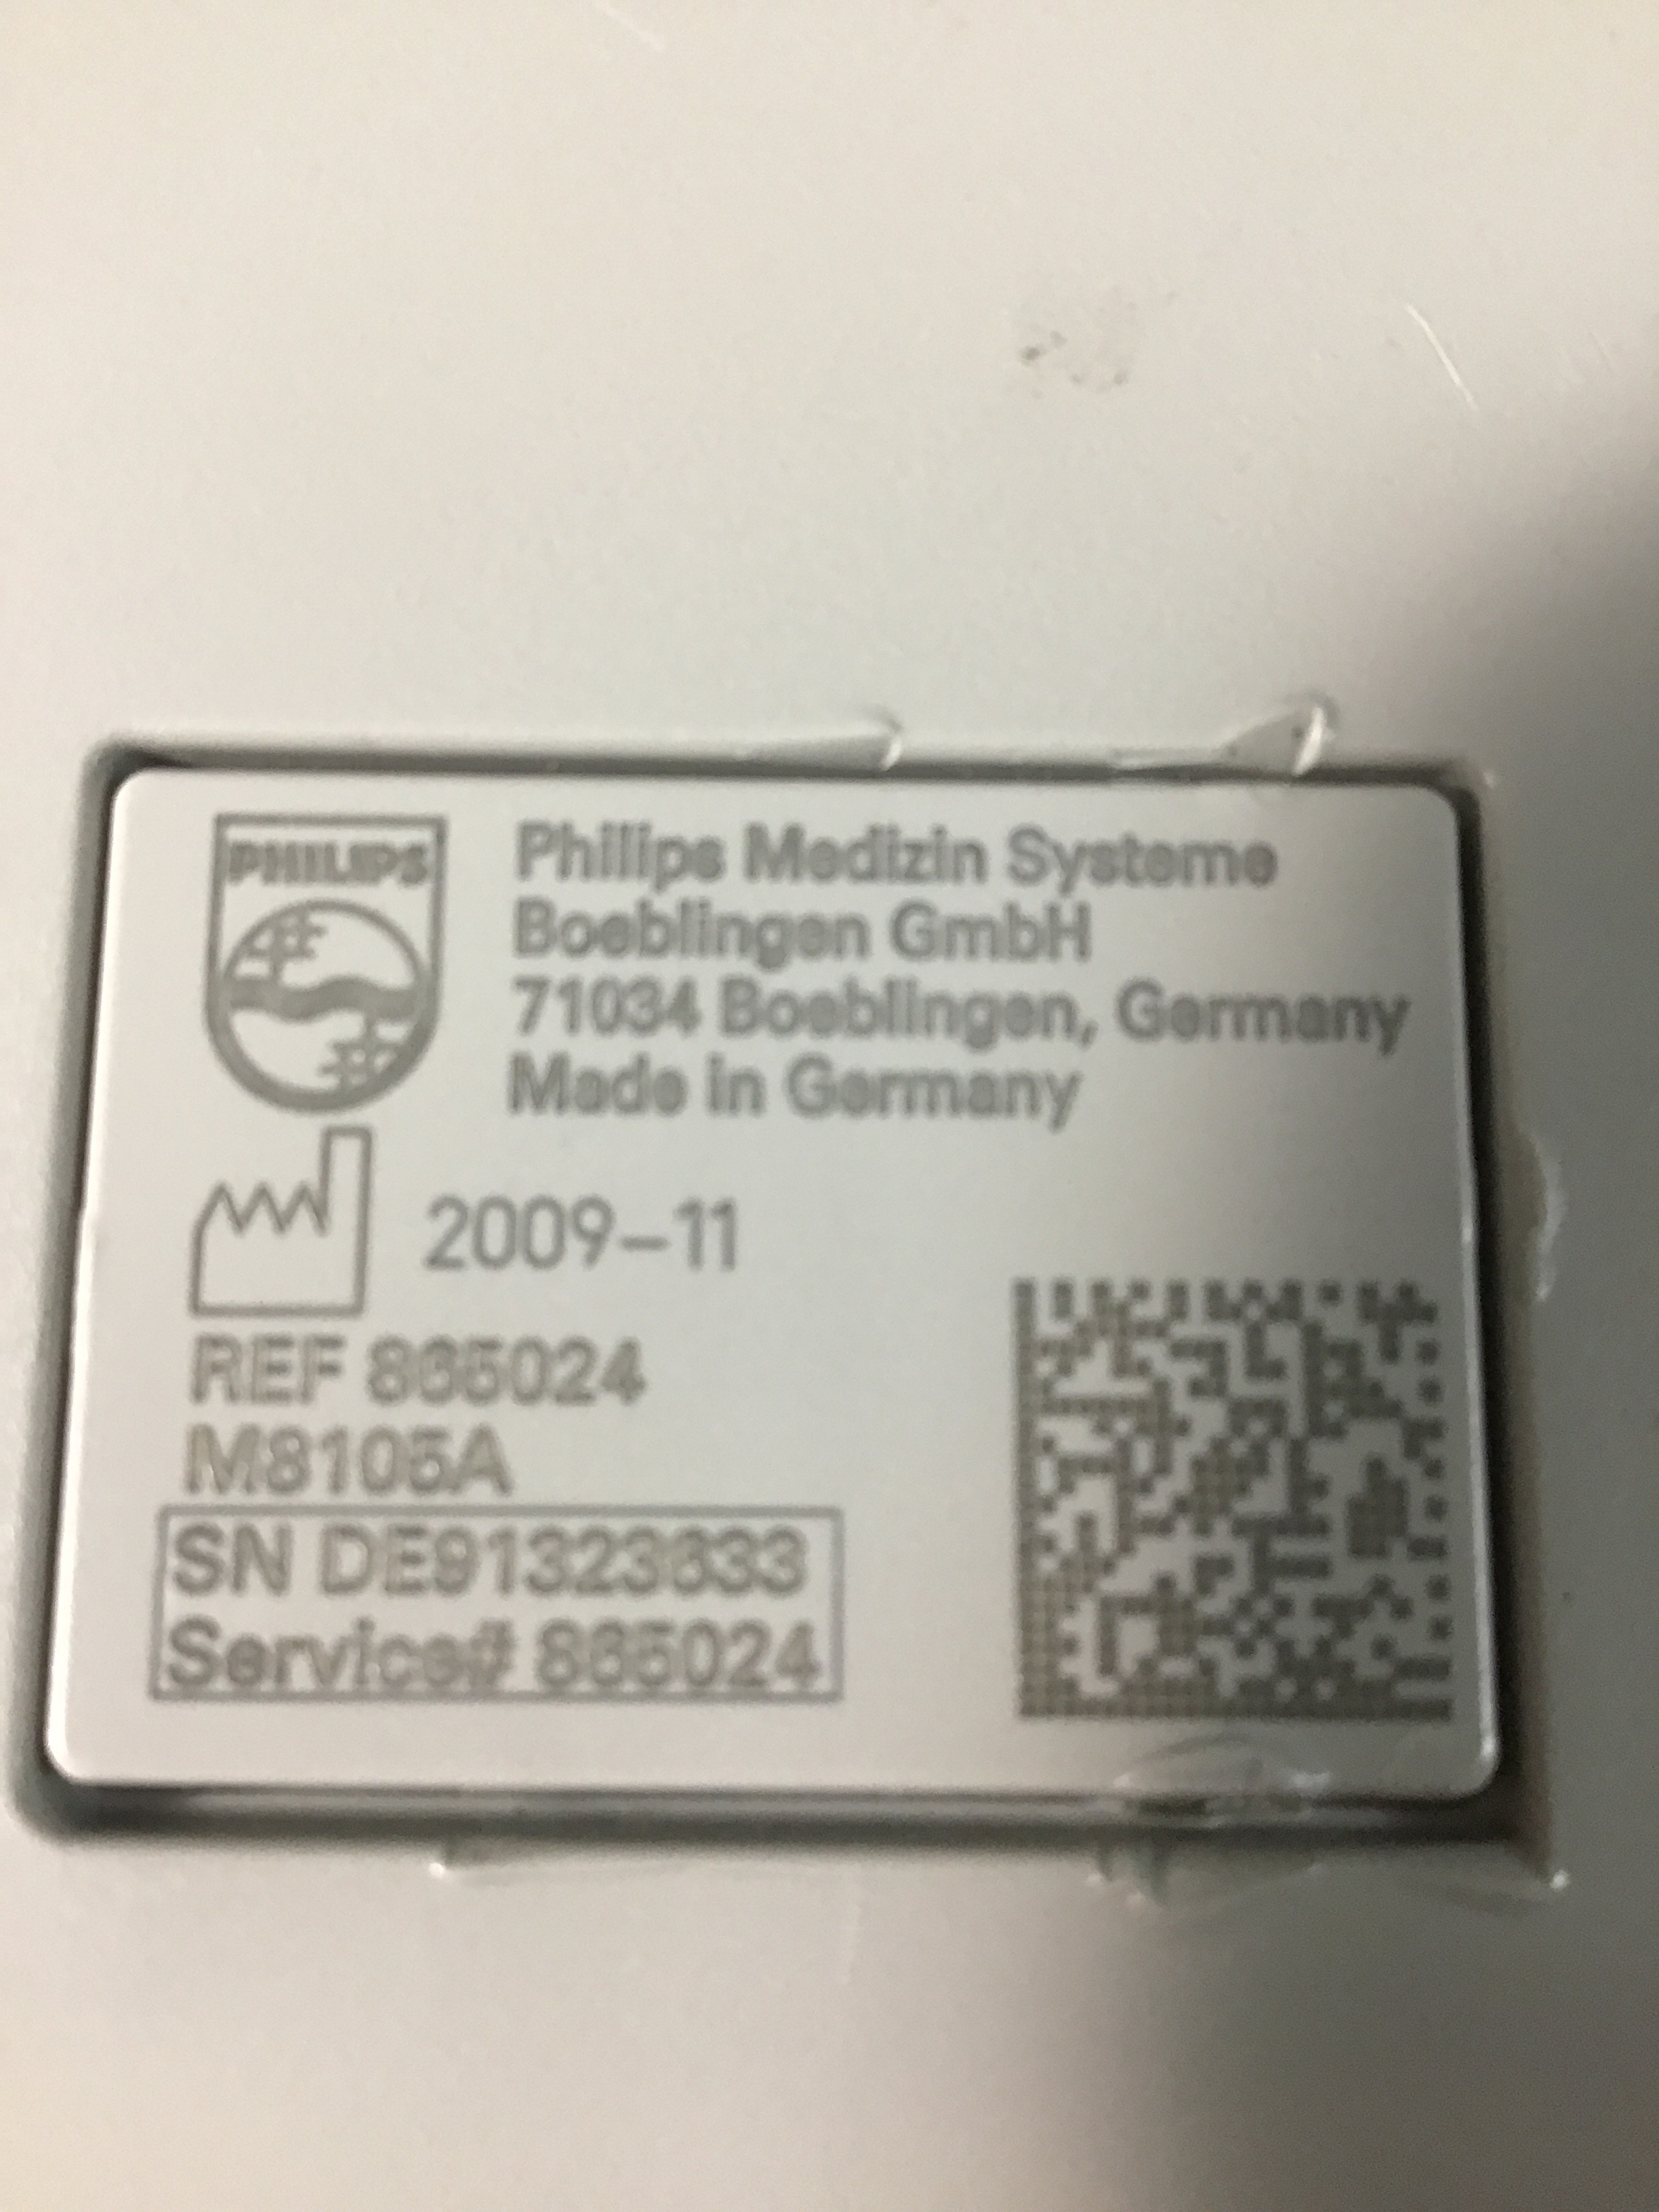 PHILIPS
Philips Medizin Systeme
Boeblingen GmbH
71034 Boeblingen, Germany
Made in Germany
2009-11
REF 865024
M8105A
SN DE91323633
Service# 865024